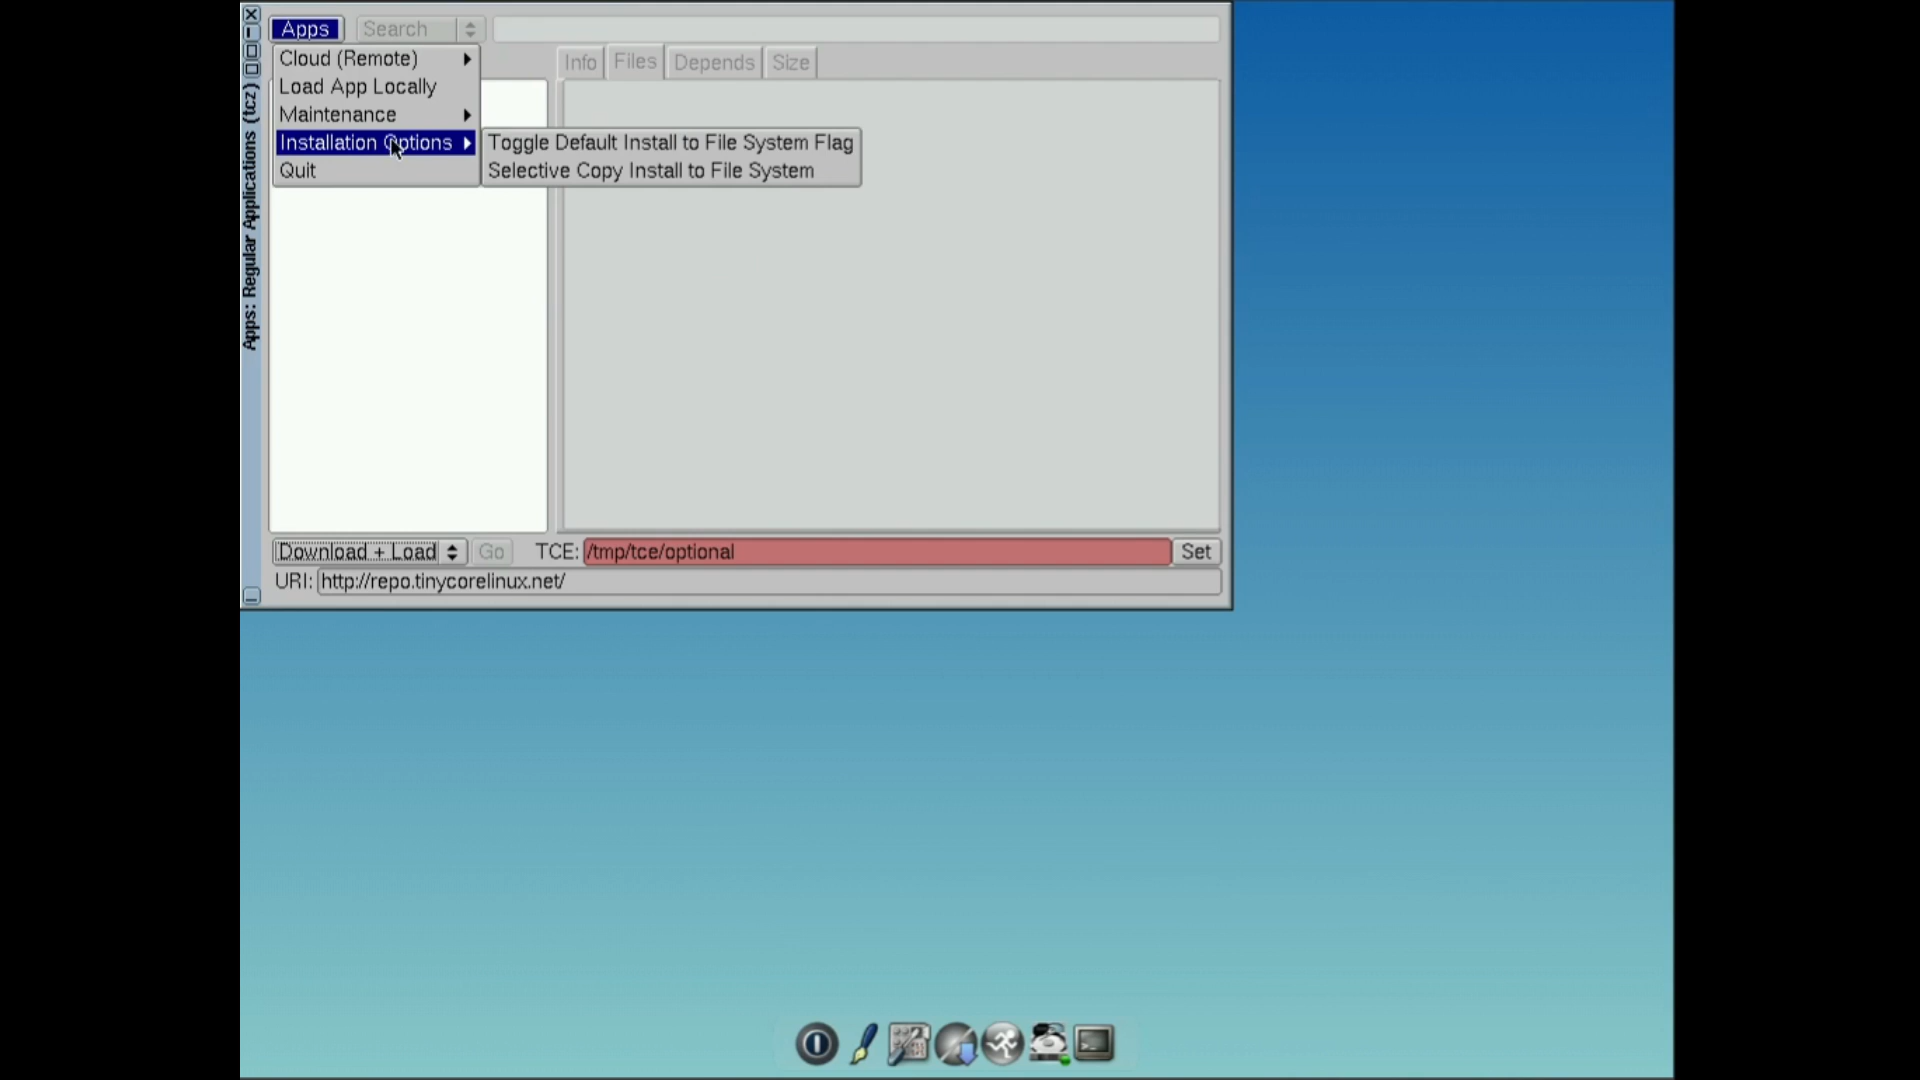 Apps
Search
Cloud (Remote)
Load App Locally
Maintenance
Installation Options
Quit
Toggle Default Install to File System Flag
Selective Copy Install to File System
Info
Files
Depends
Size
Apps: Regular Applications (tcz)
Download + Load
Go
TCE: /tmp/tce/optional
Set
URI: http://repo.tinycorelinux.net/